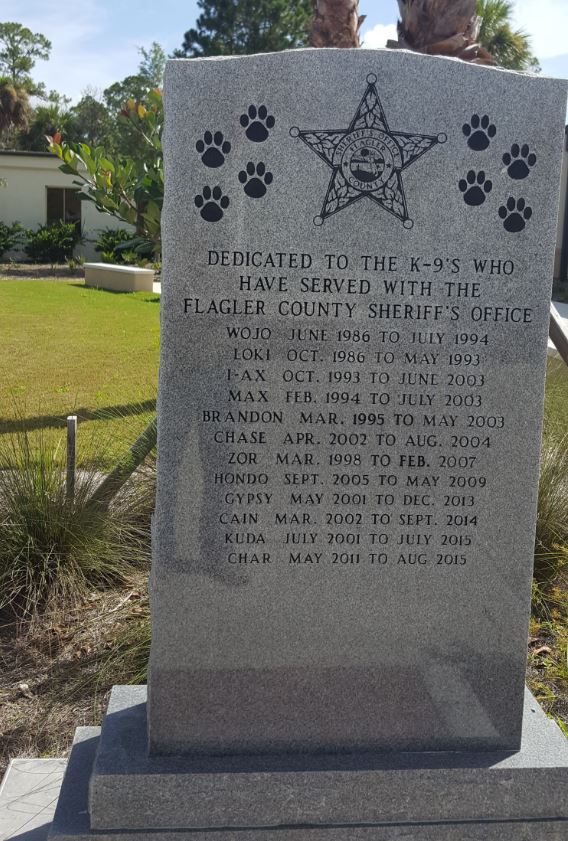 SHERIFF'S OFFICE
FLAGLER
COUNTY
DEDICATED TO THE K-9'S WHO
HAVE SERVED WITH THE
FLAGLER COUNTY SHERIFF'S OFFICE
WOJO JUNE 1986 TO JULY 1994
LOKI OCT. 1986 TO MAY 1993
I-AX OCT. 1993 TO JUNE 2003
MAX FEB. 1994 TO JULY 2003
BRANDON MAR. 1995 TO MAY 2003
CHASE APR. 2002 TO AUG. 2004
ZOR MAR. 1998 TO FEB. 2007
HONDO SEPT. 2005 TO MAY 2009
GYPSY MAY 2001 TO DEC. 2013
CAIN MAR. 2002 TO SEPT. 2014
KUDA JULY 2001 TO JULY 2015
CHAR MAY 2011 TO AUG 2015